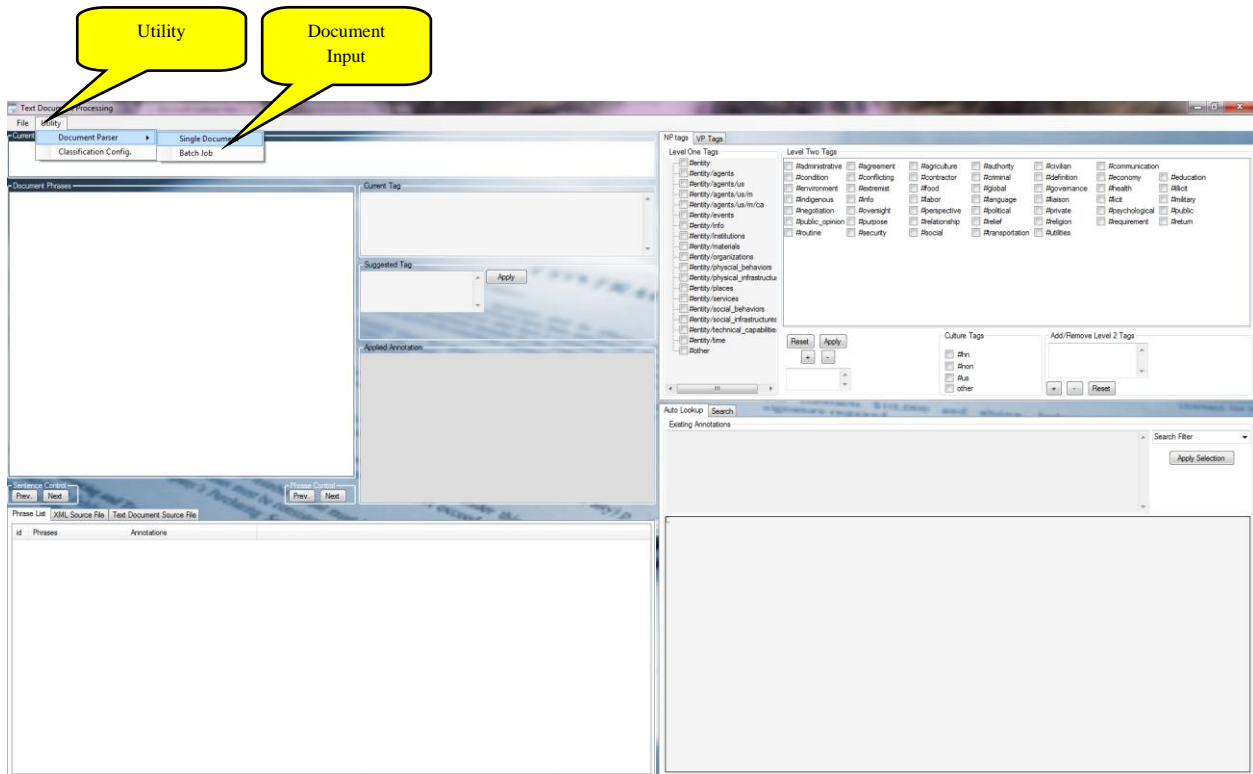 Utility
Document
Input
Text Document Processing
File Utility
Document Parser
Classification Config.
Single Document
Batch Job
Current
Document Phrases
Current Tag
Suggested Tag
Apply
Applied Annotation
Sentence Control
Prev. Next
Phrase Control
Prev. Next
Phrase List XML Source File Text Document Source File
id Phrases Annotations
NP tags VP Tags
Level One Tags
#entity
#entity/agents
#entity/agents/us
#entity/agents/us/m
#entity/agents/us/m/ca
#entity/events
#entity/info
#entity/institutions
#entity/materials
#entity/organizations
#entity/physcial_behaviors
#entity/physical_infrastructu
#entity/places
#entity/services
#entity/social_behaviors
#entity/social_infrastructures
#entity/technical_capabilitie
#entity/time
#other
Level Two Tags
#administrative #agreement #agriculture #authorty #civilian #communication
#condition #conflicting #contractor #criminal #definition #economy #education
#environment #extremist #food #global #governance #health #illicit
#indigenous #info #labor #language #liaison #licit #military
#negotiation #oversight #perspective #political #private #psychological #public
#public_opinion #purpose #relationship #relief #religion #requirement #return
#routine #security #social #transportation #utilities
Reset Apply
+ -
Culture Tags
#hn
#non
#us
other
Add/Remove Level 2 Tags
+ - Reset
Auto Lookup Search
Existing Annotations
Search Filter
Apply Selection